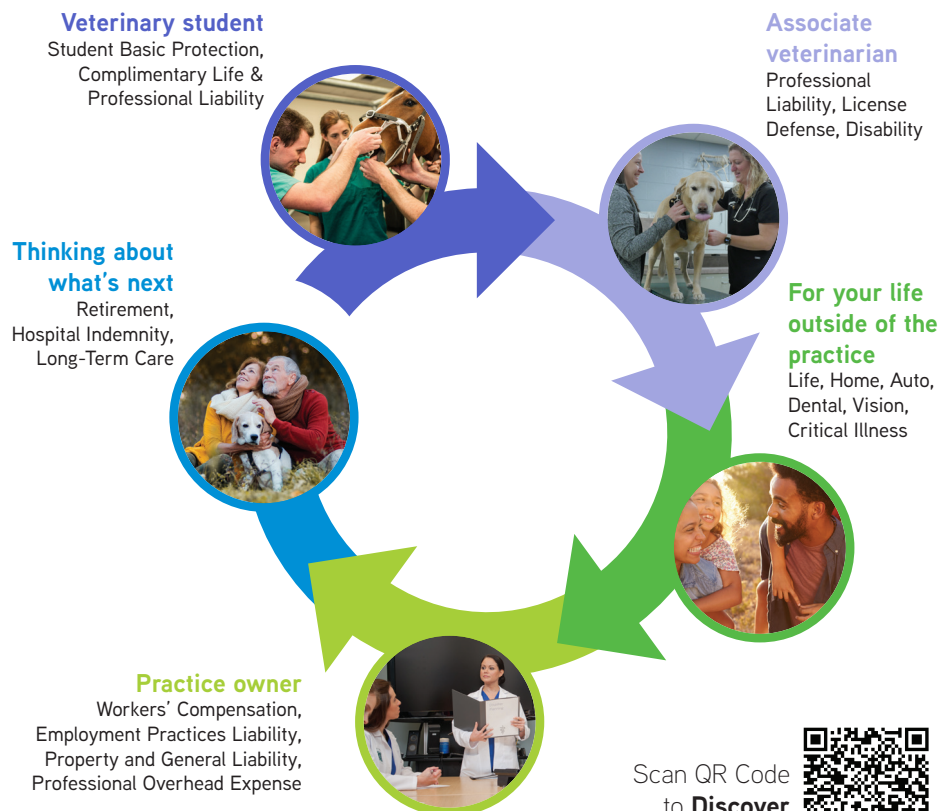 Veterinary student
Student Basic Protection,
Complimentary Life &
Professional Liability
Associate
veterinarian
Professional
Liability, License
Defense, Disability
For your life
outside of the
practice
Life, Home, Auto,
Dental, Vision,
Critical Illness
Practice owner
Workers' Compensation,
Employment Practices Liability,
Property and General Liability,
Professional Overhead Expense
Thinking about
what's next
Retirement,
Hospital Indemnity,
Long-Term Care
Scan QR Code
to Discover